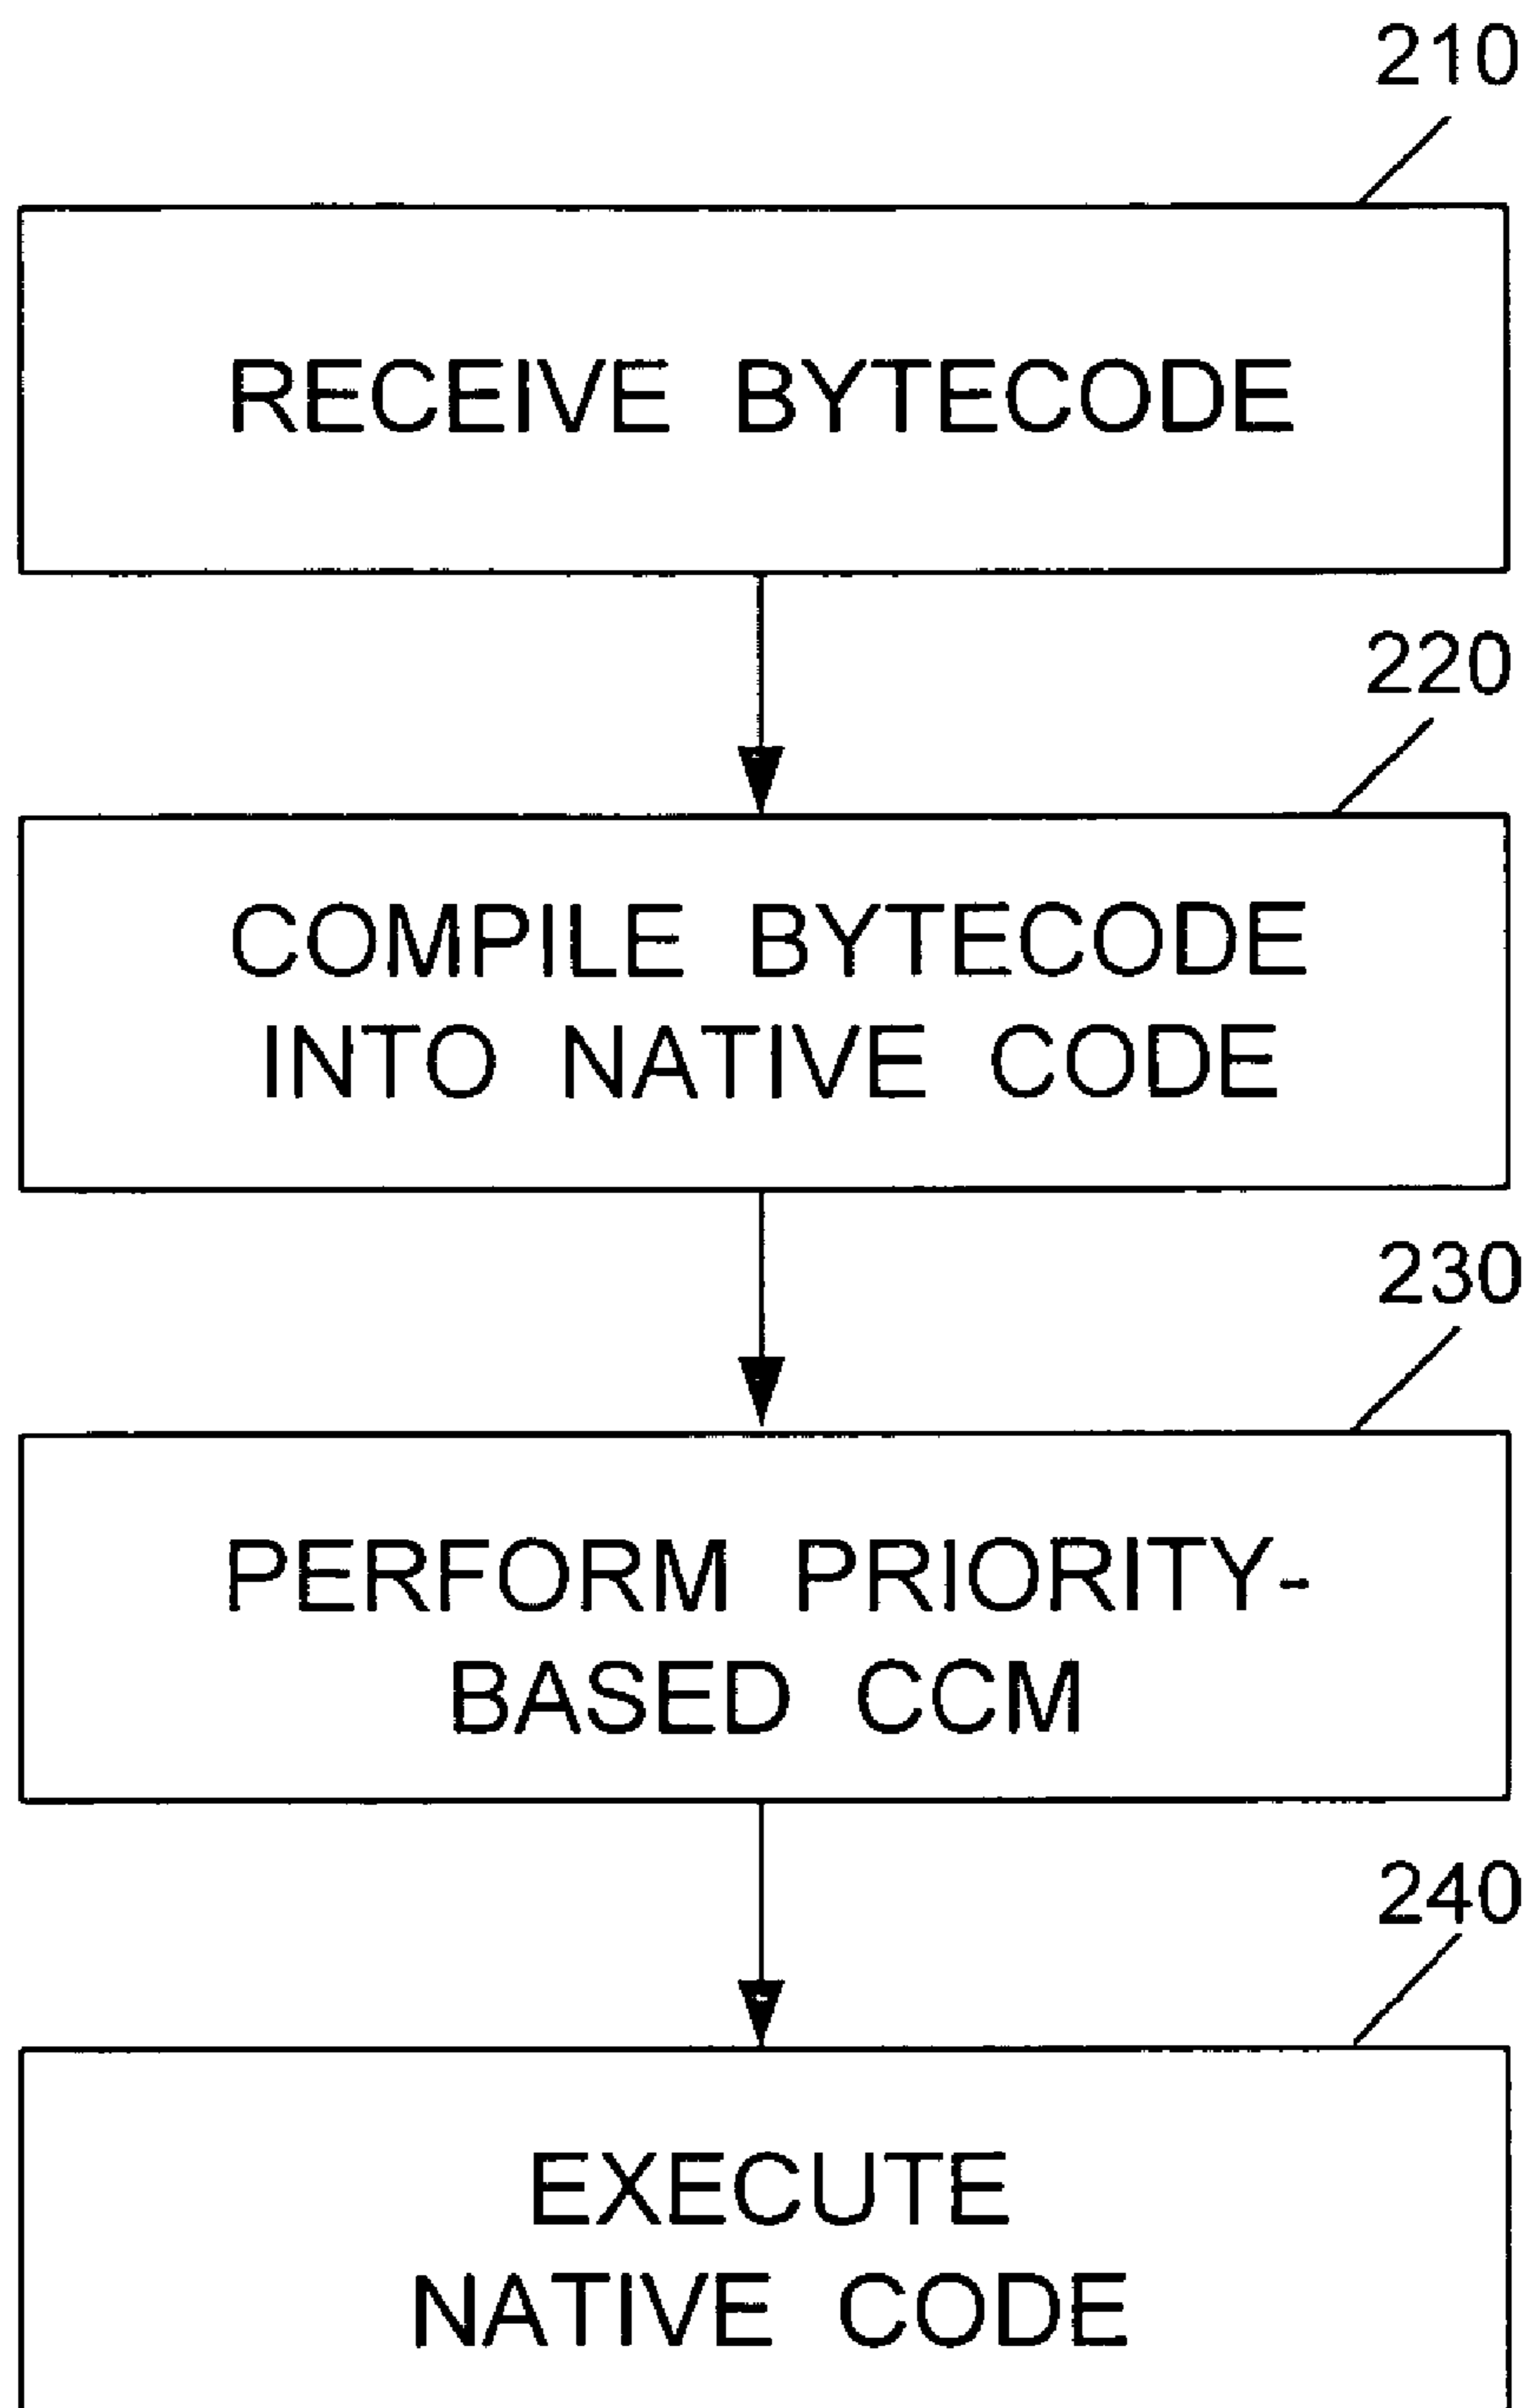 210
RECEIVE BYTECODE
220
COMPILE BYTECODE
INTO NATIVE CODE
230
PERFORM PRIORITY-
BASED CCM
240
EXECUTE
NATIVE CODE